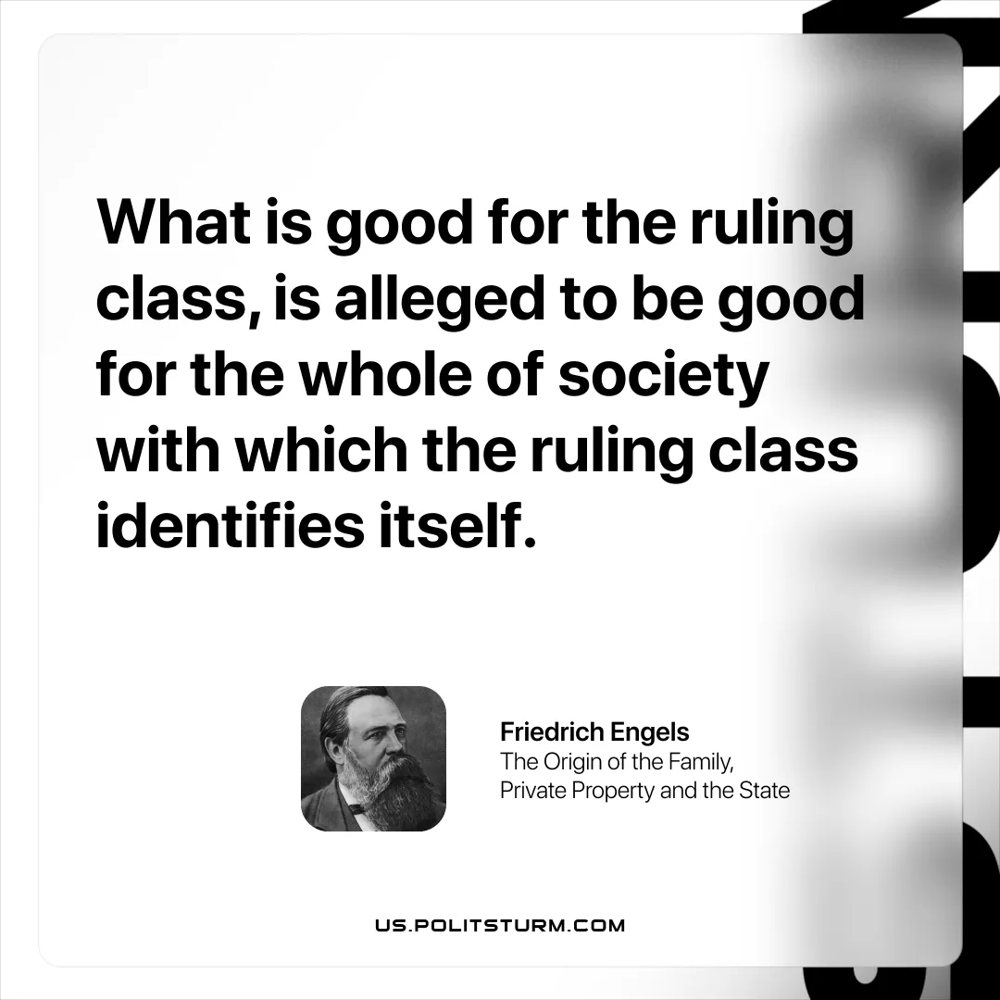 What is good for the ruling
class, is alleged to be good
for the whole of society
with which the ruling class
identifies itself.
Friedrich Engels
The Origin of the Family,
Private Property and the State
US.POLITSTURM.COM